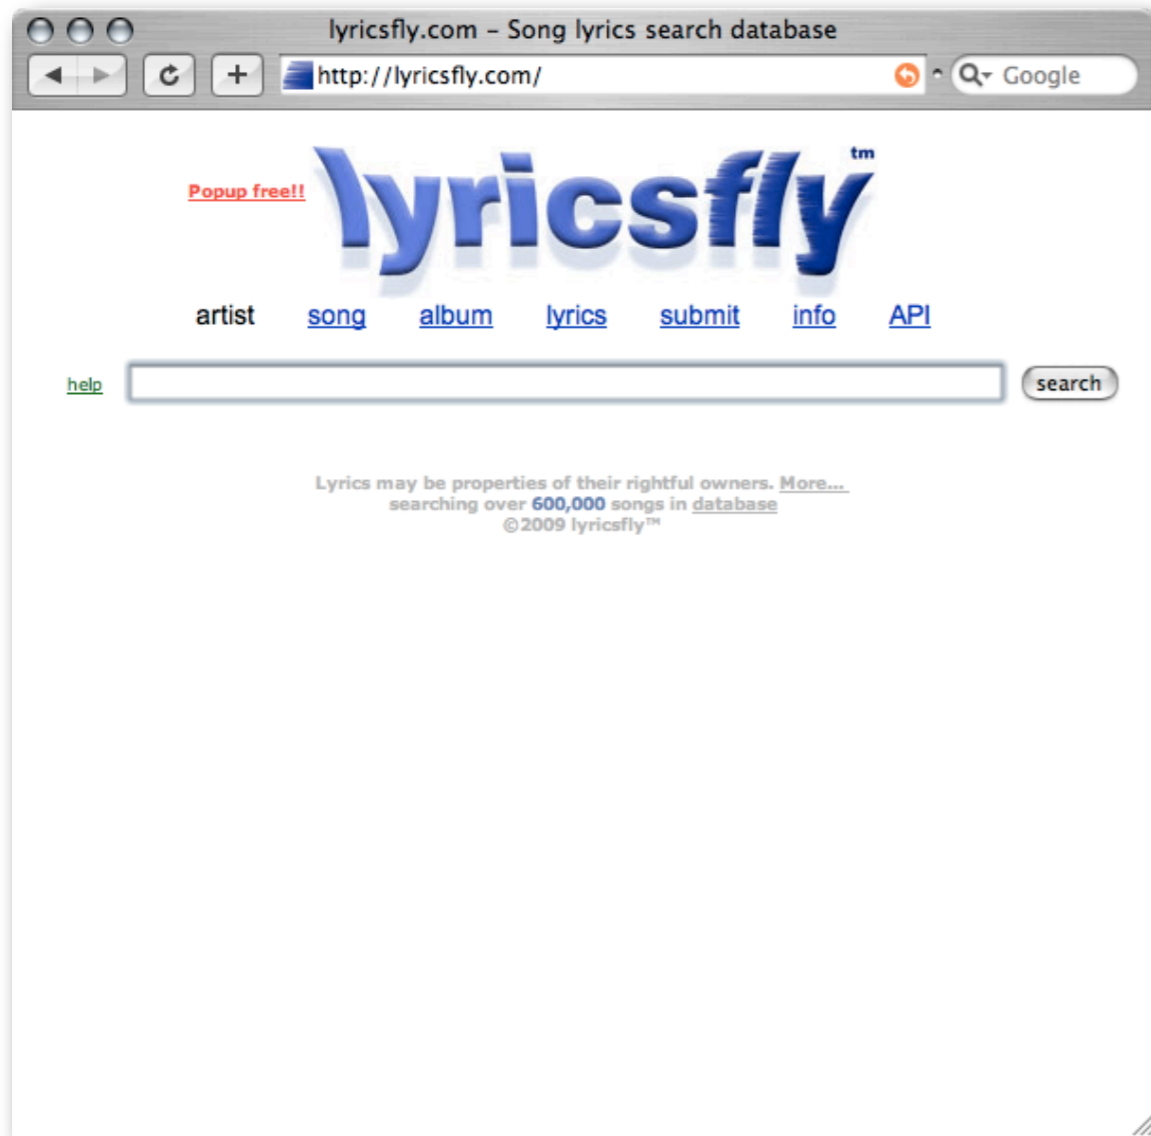 lyricsfly.com – Song lyrics search database
http://lyricsfly.com/ Google
Popup free!! lyricsfly tm
artist song album lyrics submit info API
help search
Lyrics may be properties of their rightful owners. More...
searching over 600,000 songs in database
©2009 lyricsfly™